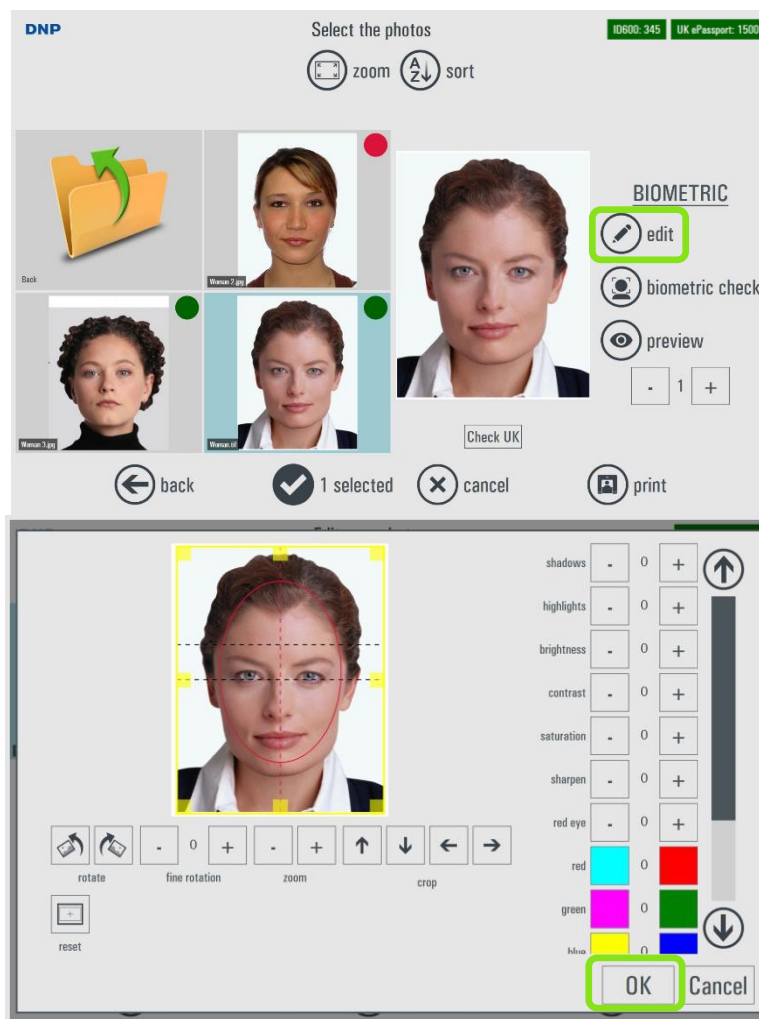 DNP
Select the photos
ID600: 345
UK ePassport: 1500
zoom
A
Z
sort
Back
Woman 2.jpg
BIOMETRIC
edit
biometric check
preview
- 1 +
Woman 3.jpg
Woman.tif
Check UK
back
1 selected
cancel
print
shadows - 0 +
highlights - 0 +
brightness - 0 +
contrast - 0 +
saturation - 0 +
sharpen - 0 +
red eye - 0 +
red 0
green 0
blue 0
- 0 +
- +
rotate
fine rotation
zoom
crop
reset
OK
Cancel